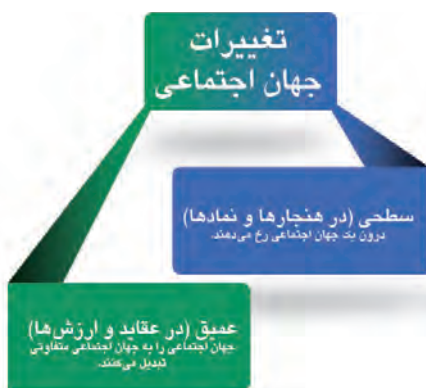 تغییرات
جهان اجتماعی
سطحی (در هنجارها و نمادها)
درون یک جهان اجتماعی رخ می‌دهند.
عمیق (در عقاید و ارزش‌ها)
جهان اجتماعی را به جهان اجتماعی متفاوتی
تبدیل می‌کنند.